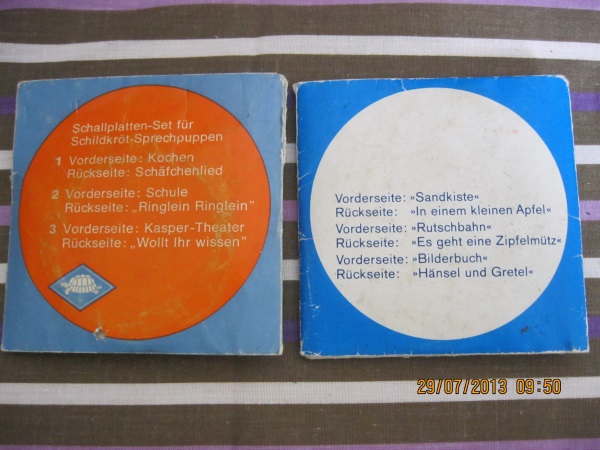 Schallplatten-Set für
Schildkröt-Sprechpuppen
1 Vorderseite: Kochen
Rückseite: Schäfchenlied
2 Vorderseite: Schule
Rückseite: „Ringlein Ringlein"
3 Vorderseite: Kasper-Theater
Rückseite: „Wollt Ihr wissen"
Vorderseite: »Sandkiste«
Rückseite: »In einem kleinen Apfel«
Vorderseite: »Rutschbahn«
Rückseite: »Es geht eine Zipfelmütz«
Vorderseite: »Bilderbuch«
Rückseite: »Hänsel und Gretel«
29/07/2013 09:50